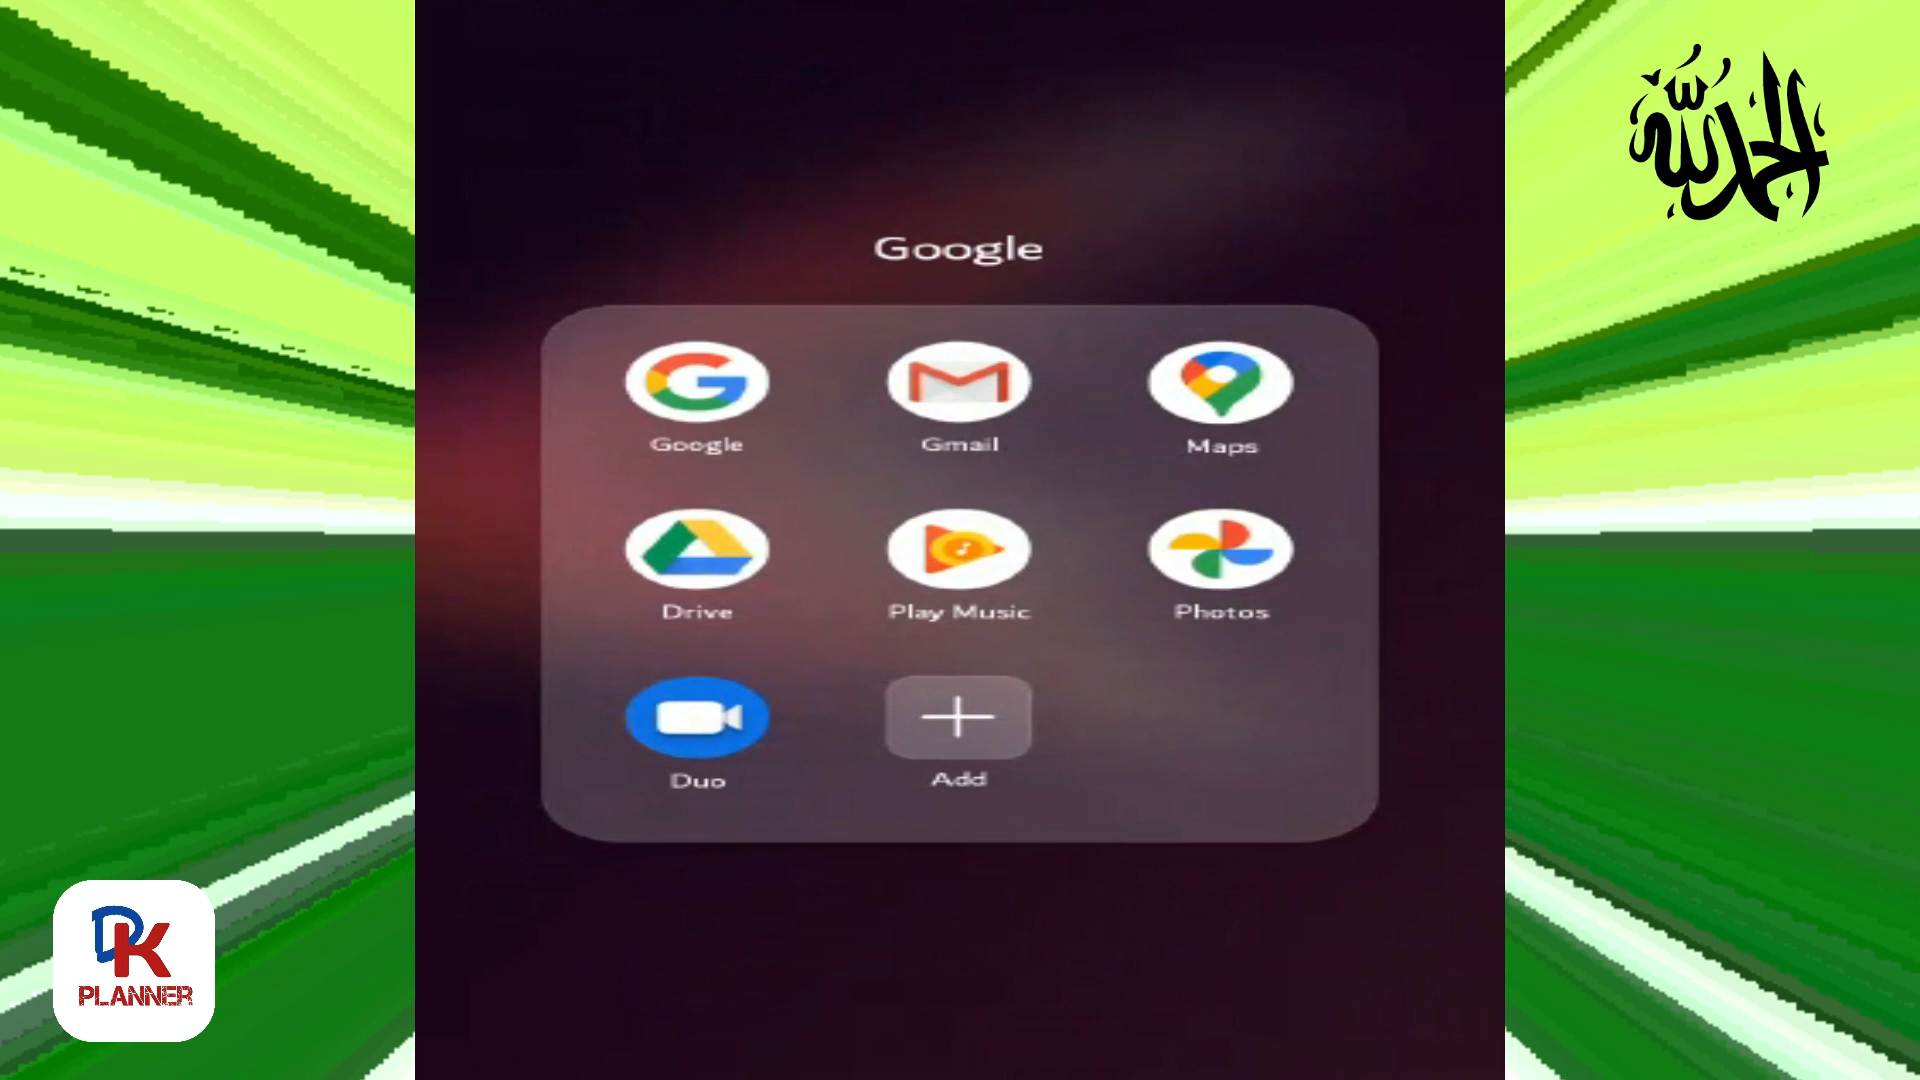 الحمد لله
Google
Google
Gmail
Maps
Drive
Play Music
Photos
Duo
Add
DK
PLANNER